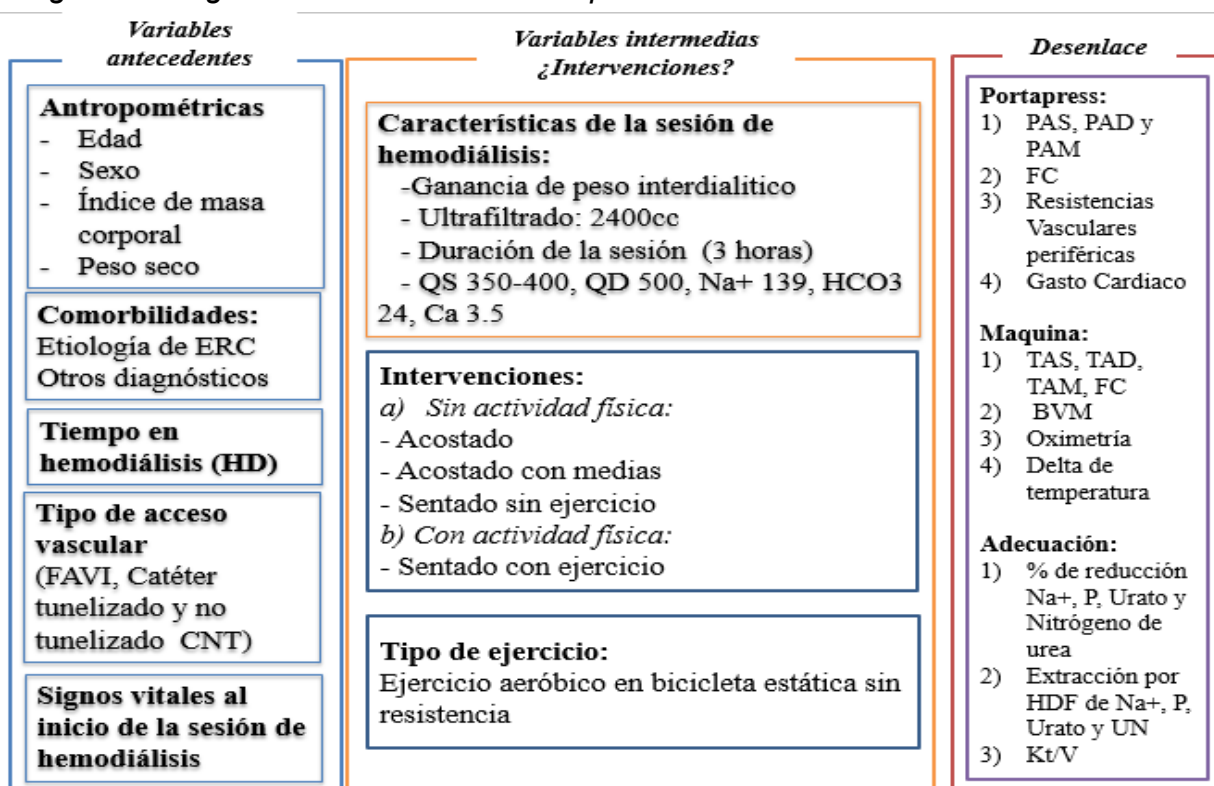 Variables
antecedentes
Antropométricas
- Edad
- Sexo
- Índice de masa
corporal
- Peso seco
Comorbilidades:
Etiología de ERC
Otros diagnósticos
Tiempo en
hemodiálisis (HD)
Tipo de acceso
vascular
(FAVI, Catéter
tunelizado y no
tunelizado CNT)
Signos vitales al
inicio de la sesión de
hemodiálisis
Variables intermedias
¿Intervenciones?
Características de la sesión de
hemodiálisis:
-Ganancia de peso interdialitico
- Ultrafiltrado: 2400cc
- Duración de la sesión (3 horas)
- QS 350-400, QD 500, Na+ 139, HCO3
24, Ca 3.5
Intervenciones:
a) Sin actividad física:
- Acostado
- Acostado con medias
- Sentado sin ejercicio
b) Con actividad física:
- Sentado con ejercicio
Tipo de ejercicio:
Ejercicio aeróbico en bicicleta estática sin
resistencia
Desenlace
Portapress:
1) PAS, PAD y
PAM
2) FC
3) Resistencias
Vasculares
periféricas
4) Gasto Cardiaco
Maquina:
1) TAS, TAD,
TAM, FC
2) BVM
3) Oximetría
4) Delta de
temperatura
Adecuación:
1) % de reducción
Na+, P, Urato y
Nitrógeno de
urea
2) Extracción por
HDF de Na+, P,
Urato y UN
3) Kt/V